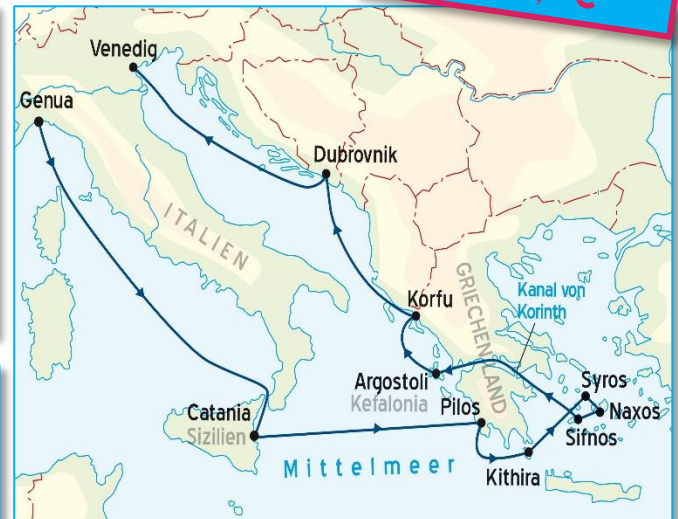 €
Venedig
Genua
Dubrovnik
ITALIEN
Korfu
GRIECHENLAND
Kanal von
Korinth
Argostoli
Kefalonia
Pilos
Syros
Naxos
Sifnos
Catania
Sizilien
Mittelmeer
Kithira